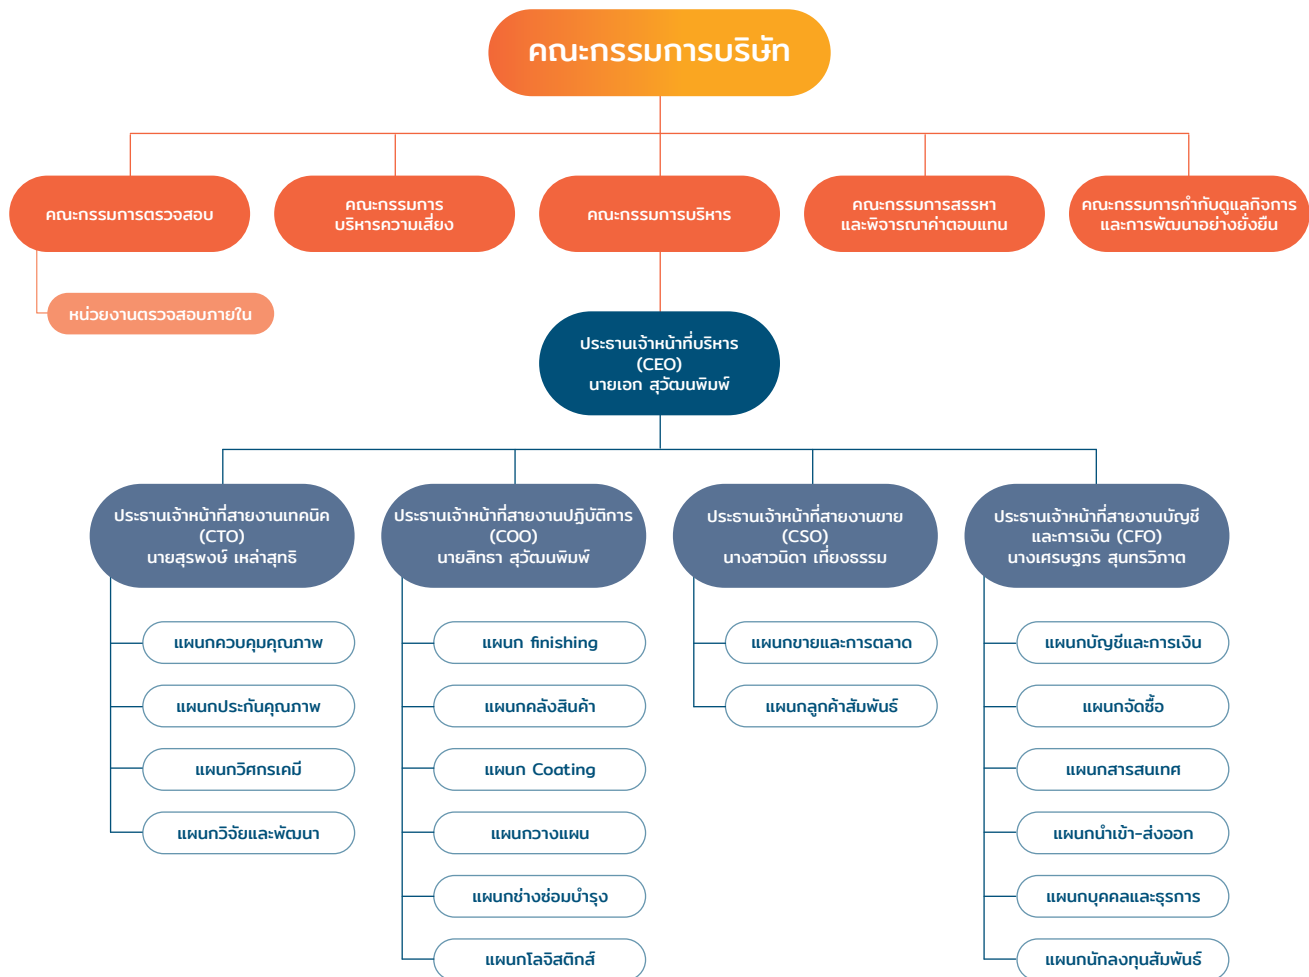 คณะกรรมการบริษัท
คณะกรรมการตรวจสอบ
คณะกรรมการ
บริหารความเสี่ยง
คณะกรรมการบริหาร
คณะกรรมการสรรหา
และพิจารณาค่าตอบแทน
คณะกรรมการกำกับดูแลกิจการ
และการพัฒนาอย่างยั่งยืน
หน่วยงานตรวจสอบภายใน
ประธานเจ้าหน้าที่บริหาร
(CEO)
นายเอก สุวัฒนพิมพ์
ประธานเจ้าหน้าที่สายงานเทคนิค
(CTO)
นายสุรพงษ์ เหล่าสุทธิ
ประธานเจ้าหน้าที่สายงานปฏิบัติการ
(COO)
นายสิทธา สุวัฒนพิมพ์
ประธานเจ้าหน้าที่สายงานขาย
(CSO)
นางสาวนิดา เที่ยงธรรม
ประธานเจ้าหน้าที่สายงานบัญชี
และการเงิน (CFO)
นางเศรษฐภร สุนทรวิภาต
แผนกควบคุมคุณภาพ
แผนกประกันคุณภาพ
แผนกวิศกรเคมี
แผนกวิจัยและพัฒนา
แผนก finishing
แผนกคลังสินค้า
แผนก Coating
แผนกวางแผน
แผนกช่างซ่อมบำรุง
แผนกโลจิสติกส์
แผนกขายและการตลาด
แผนกลูกค้าสัมพันธ์
แผนกบัญชีและการเงิน
แผนกจัดซื้อ
แผนกสารสนเทศ
แผนกนำเข้า-ส่งออก
แผนกบุคคลและธุรการ
แผนกนักลงทุนสัมพันธ์